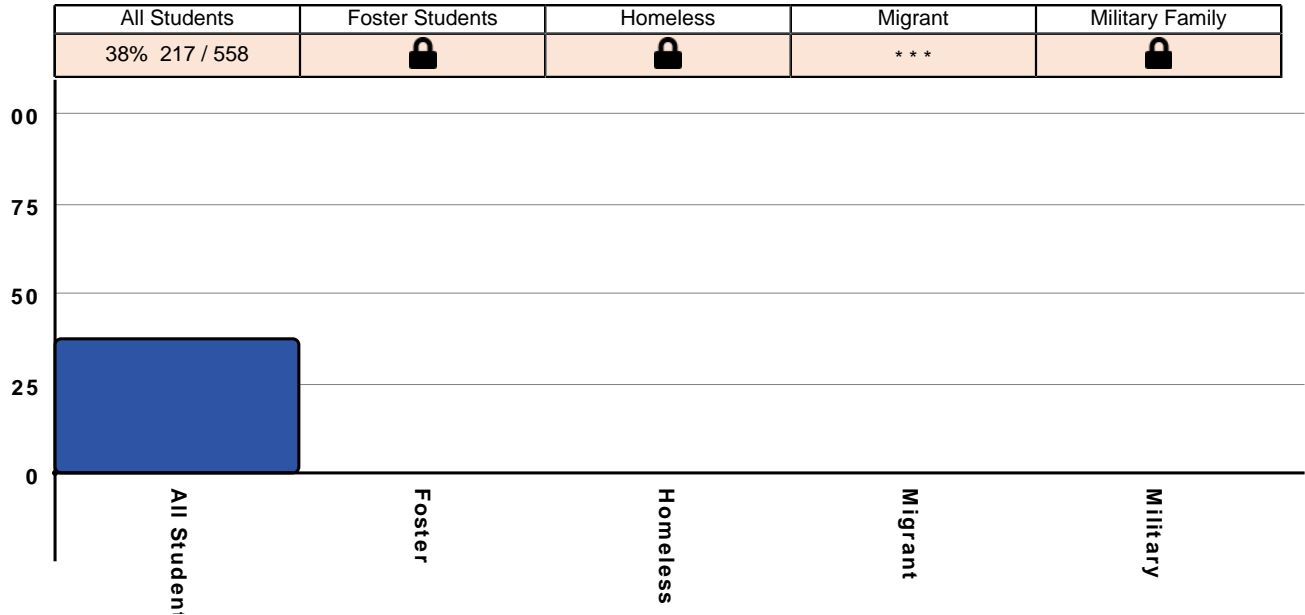 All Students Foster Students Homeless Migrant Military Family
38% 217 / 558 * * *
00
75
50
25
0
All Student
Foster
Homeless
Migrant
Military